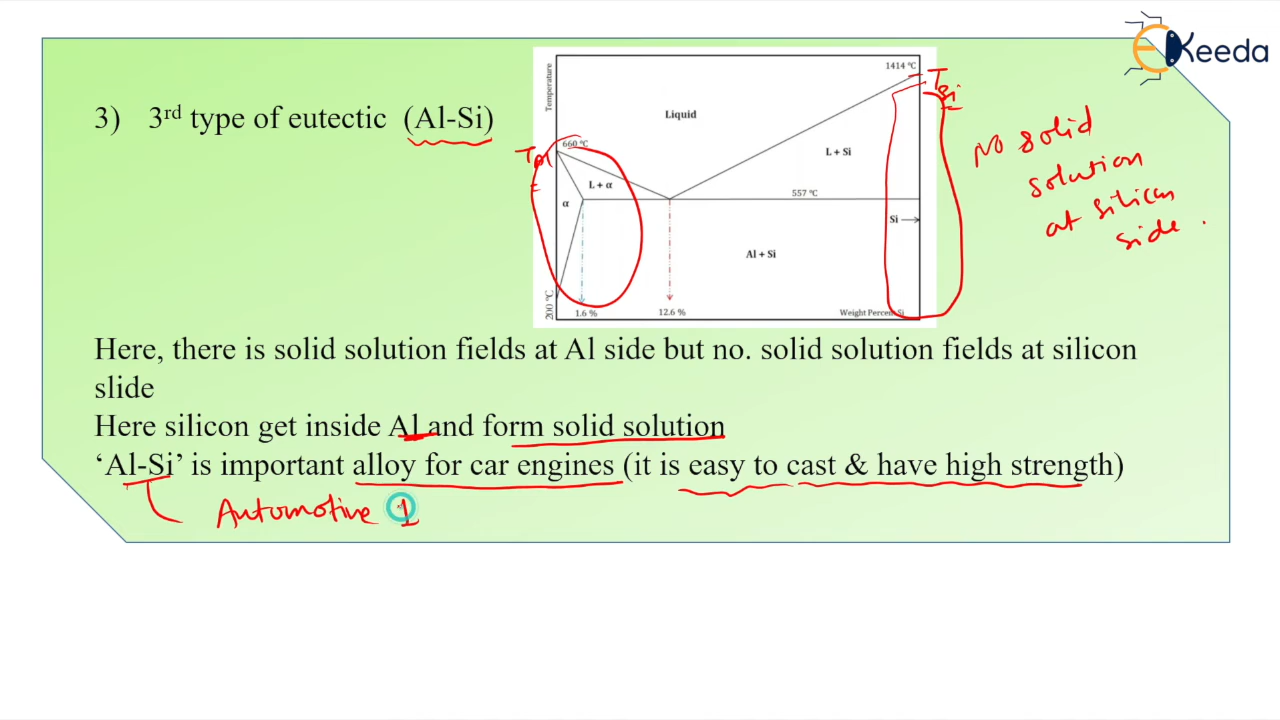 eKeeda
3) 3rd type of eutectic (Al-Si)
Temperature
1414 °C
TSi
Liquid
660 °C
TAl
L + Si
L + α
557 °C
α
Si
Al + Si
200 °C
1.6 %
12.6 %
Weight Percent Si
No solid
solution
at silicon
side.
Here, there is solid solution fields at Al side but no. solid solution fields at silicon
slide
Here silicon get inside Al and form solid solution
‘Al-Si’ is important alloy for car engines (it is easy to cast & have high strength)
Automotive I